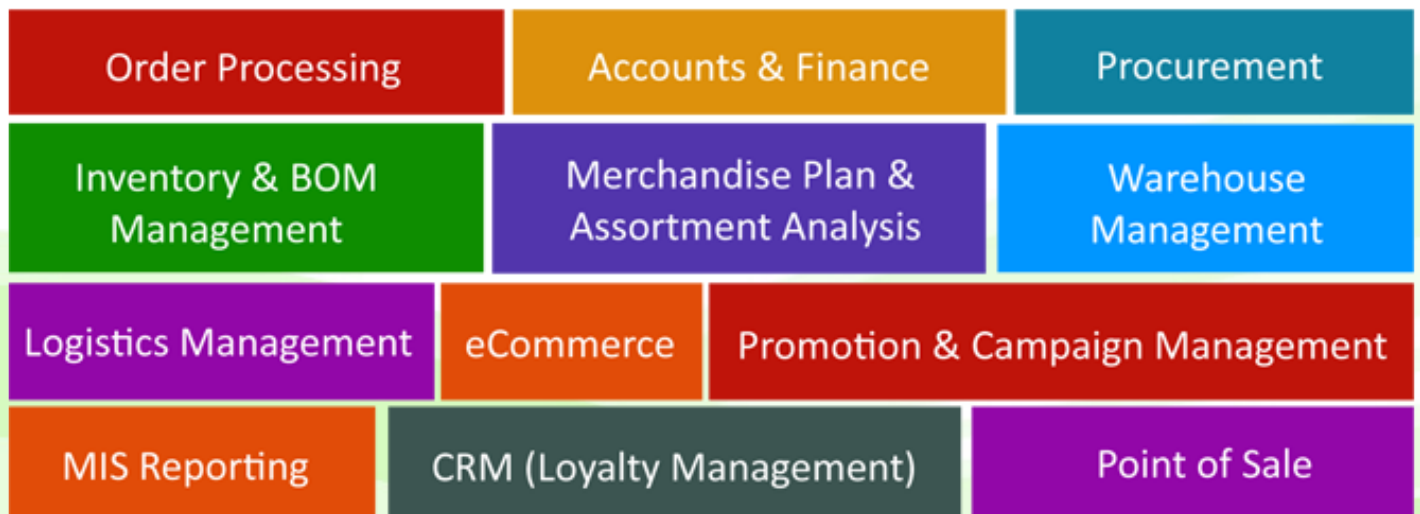 Order Processing
Accounts & Finance
Procurement
Inventory & BOM
Management
Merchandise Plan &
Assortment Analysis
Warehouse
Management
Logistics Management
eCommerce
Promotion & Campaign Management
MIS Reporting
CRM (Loyalty Management)
Point of Sale